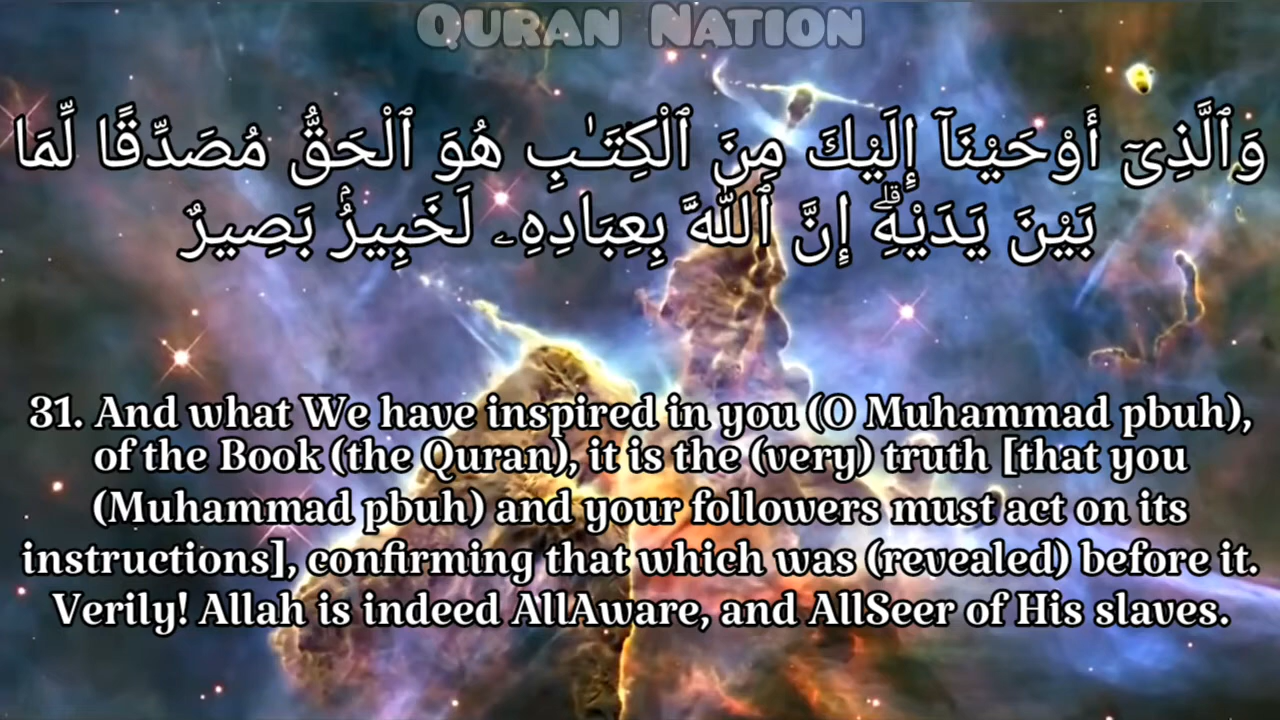 QURAN NATION
وَٱلَّذِىٓ أَوْحَيْنَآ إِلَيْكَ مِنَ ٱلْكِتَـٰبِ هُوَ ٱلْحَقُّ مُصَدِّقًا لِّمَا
بَيْنَ يَدَيْهِۗ إِنَّ ٱللَّهَ بِعِبَادِهِۦ لَخَبِيرُۢ بَصِيرٌ
31. And what We have inspired in you (O Muhammad pbuh),
of the Book (the Quran), it is the (very) truth [that you
(Muhammad pbuh) and your followers must act on its
instructions], confirming that which was (revealed) before it.
Verily! Allah is indeed AllAware, and AllSeer of His slaves.